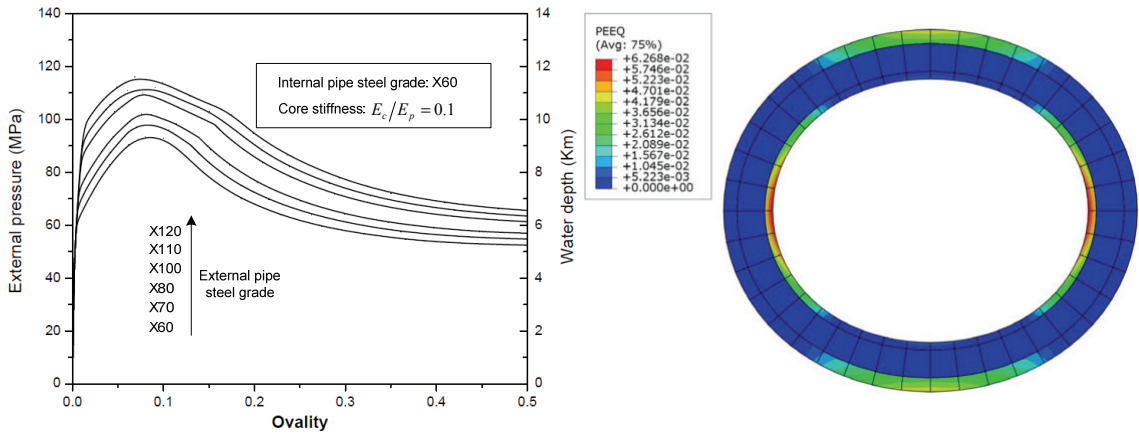 140
120
100
80
60
40
20
0
External pressure (MPa)
0.0
0.1
0.2
0.3
0.4
0.5
Ovality
14
12
10
8
6
4
2
0
Water depth (Km)
Internal pipe steel grade: X60
Core stiffness: E_c/E_p = 0.1
X120
X110
X100
X80
X70
X60
External pipe
steel grade
PEEQ
(Avg: 75%)
+6.268e-02
+5.746e-02
+5.223e-02
+4.701e-02
+4.179e-02
+3.656e-02
+3.134e-02
+2.612e-02
+2.089e-02
+1.567e-02
+1.045e-02
+5.223e-03
+0.000e+00